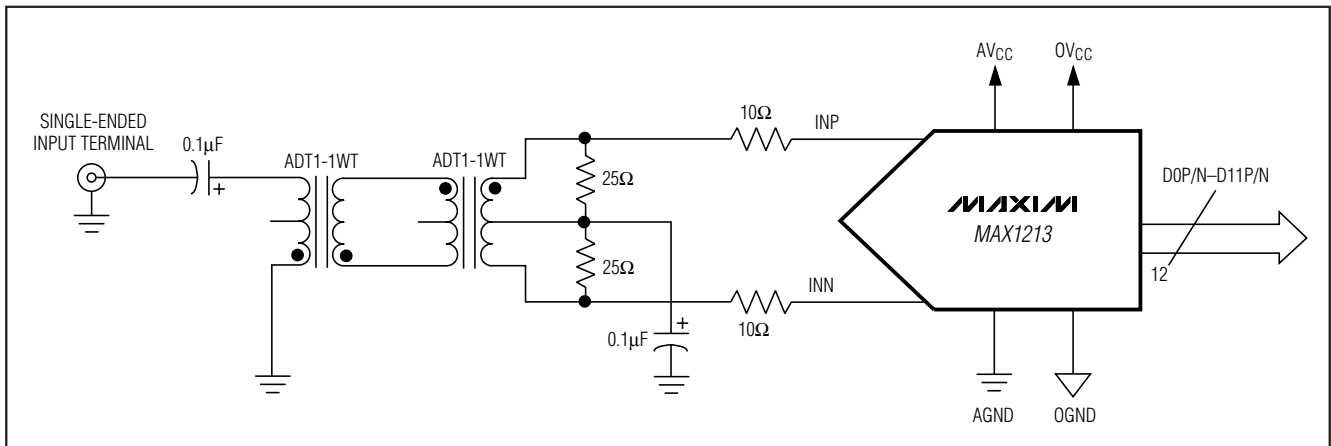 SINGLE-ENDED
INPUT TERMINAL
0.1μF
+
ADT1-1WT
ADT1-1WT
25Ω
25Ω
0.1μF
+
10Ω
INP
10Ω
INN
AVCC
OVCC
MAXIM
MAX1213
D0P/N–D11P/N
12
AGND
OGND